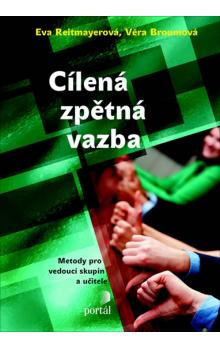 Eva Reitmayerová, Věra Broumová
Cílená
zpětná
vazba
Metody pro
vedoucí skupin
a učitele
portál